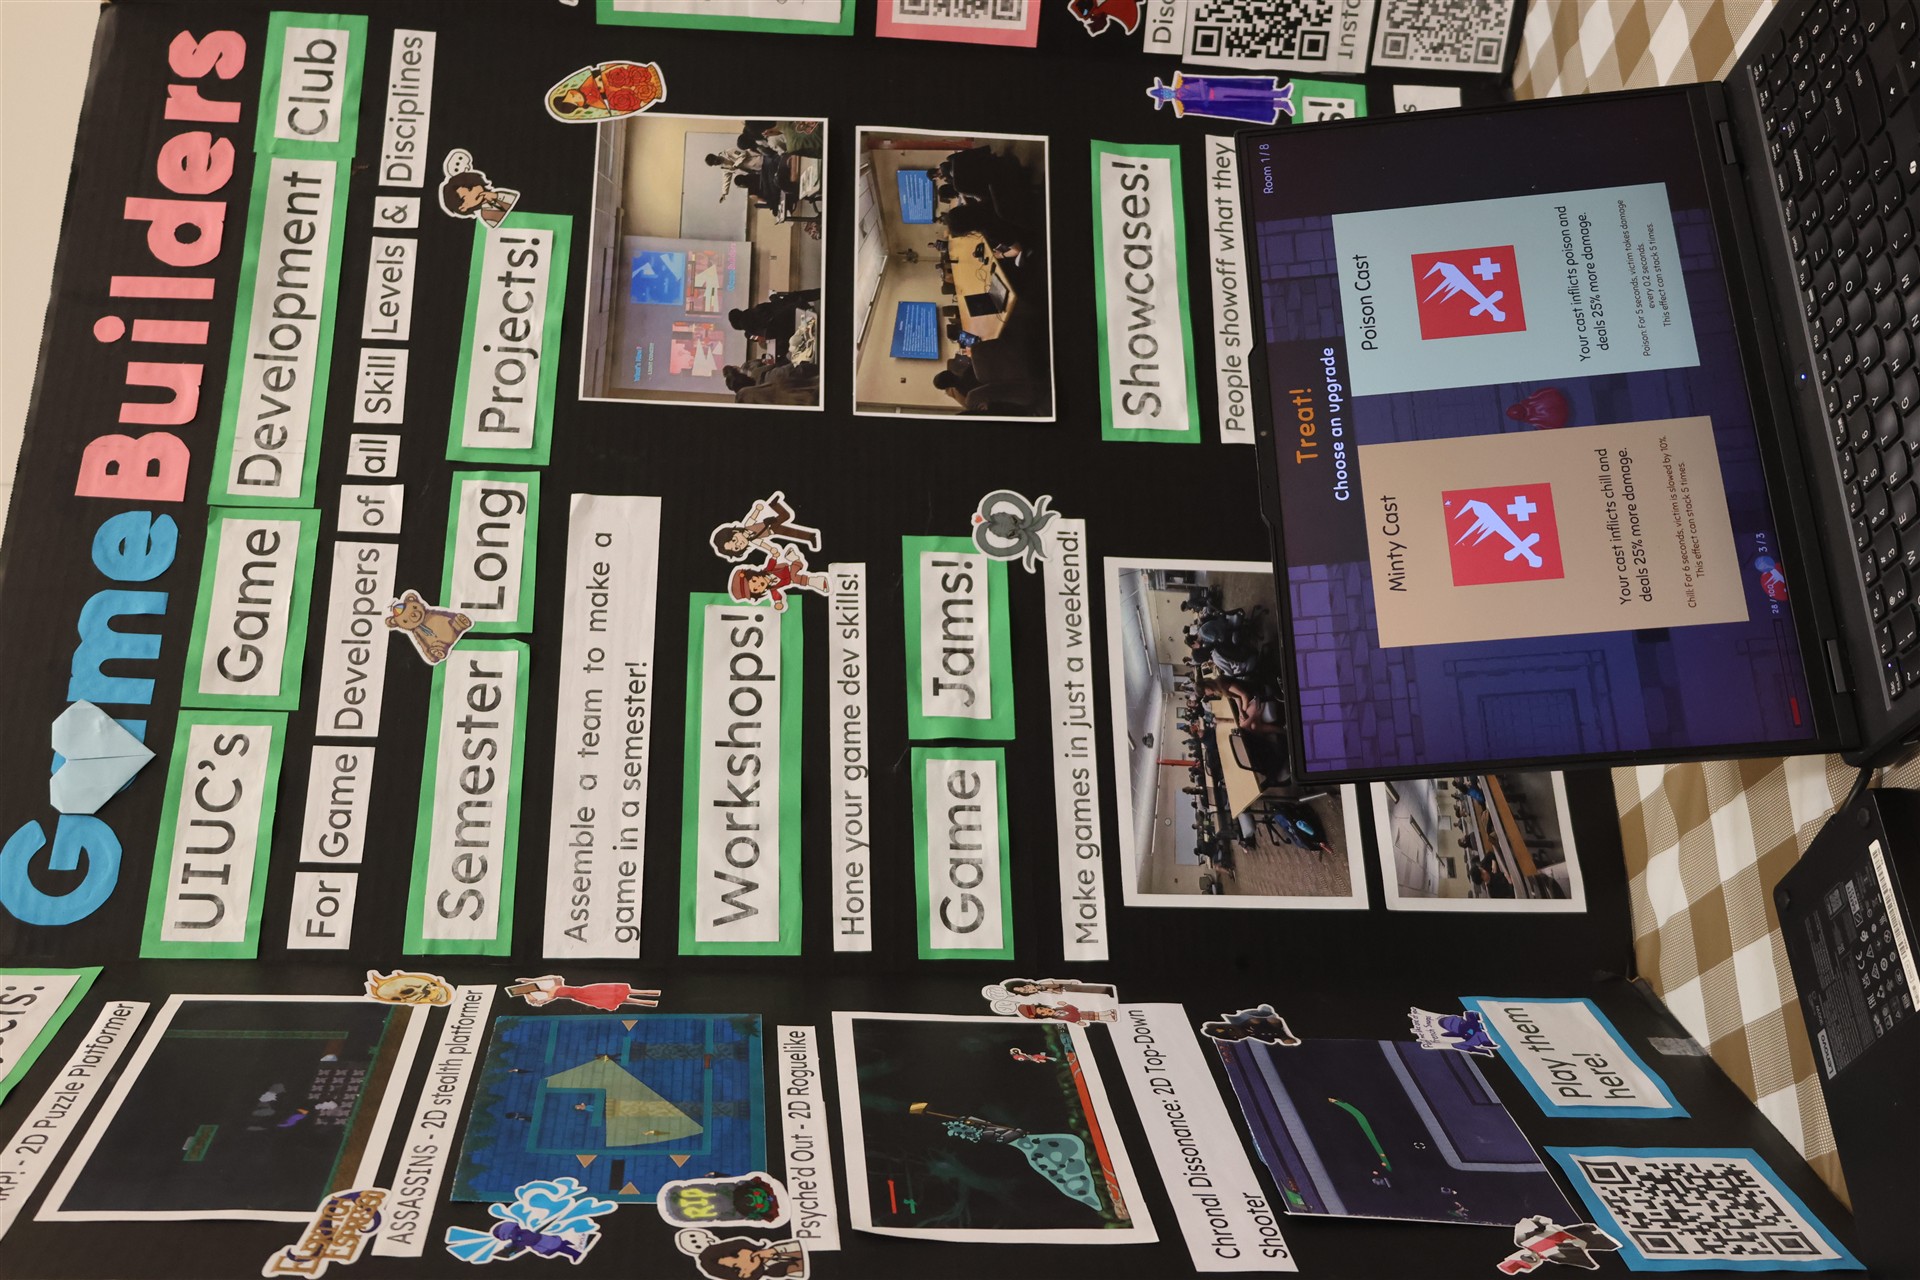 Game Builders
UIUC's Game Development Club
For Game Developers of all Skill Levels & Disciplines
Semester Long Projects!
Assemble a team to make a
game in a semester!
Workshops!
Hone your game dev skills!
Game Jams!
Make games in just a weekend!
Showcases!
People showoff what they
- 2D Puzzle Platformer
ASSASSINS - 2D stealth platformer
Psyche'd Out - 2D Roguelike
Chronal Dissonance: 2D Top-Down
Shooter
Play them
here!
RIP
Room 1/8
Treat!
Choose an upgrade
Minty Cast
Your cast inflicts chill and
deals 25% more damage.
Chill: For 6 seconds, victim is slowed by 10%.
This effect can stack 5 times.
Poison Cast
Your cast inflicts poison and
deals 25% more damage.
Poison: For 5 seconds, victim takes damage
every 0.2 seconds.
This effect can stack 5 times.
3/3
Lenovo